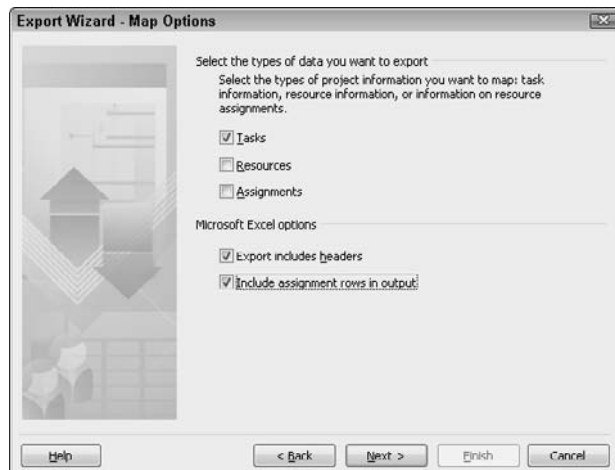 Export Wizard - Map Options
Select the types of data you want to export
Select the types of project information you want to map: task
information, resource information, or information on resource
assignments.
Tasks
Resources
Assignments
Microsoft Excel options
Export includes headers
Include assignment rows in output
Help
< Back
Next >
Finish
Cancel